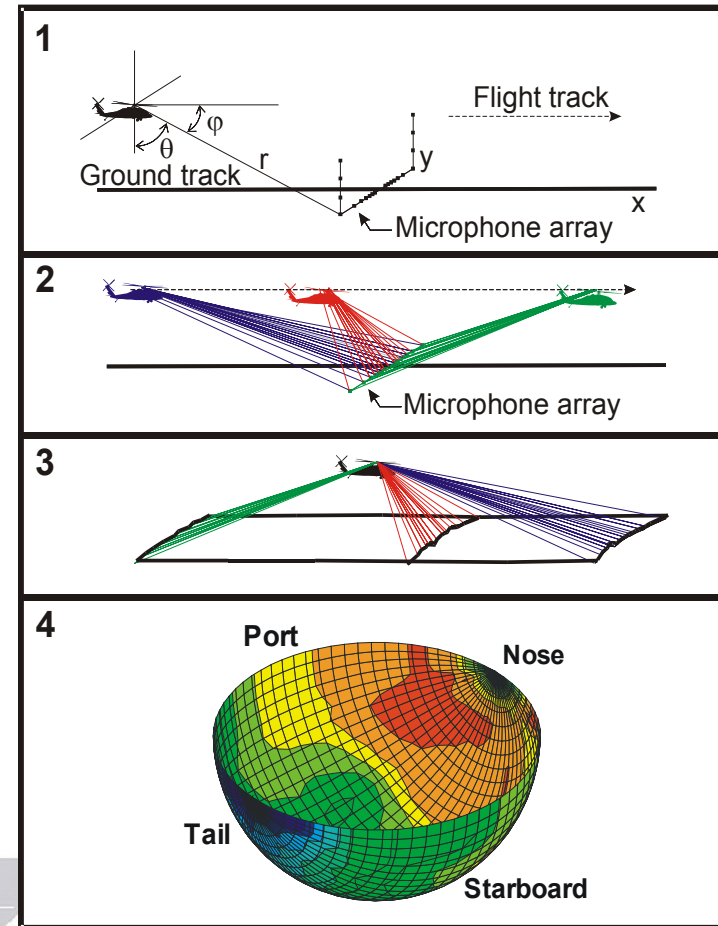 1
Flight track
φ
θ
r
y
Ground track
x
Microphone array
2
Microphone array
3
4
Port
Nose
Tail
Starboard